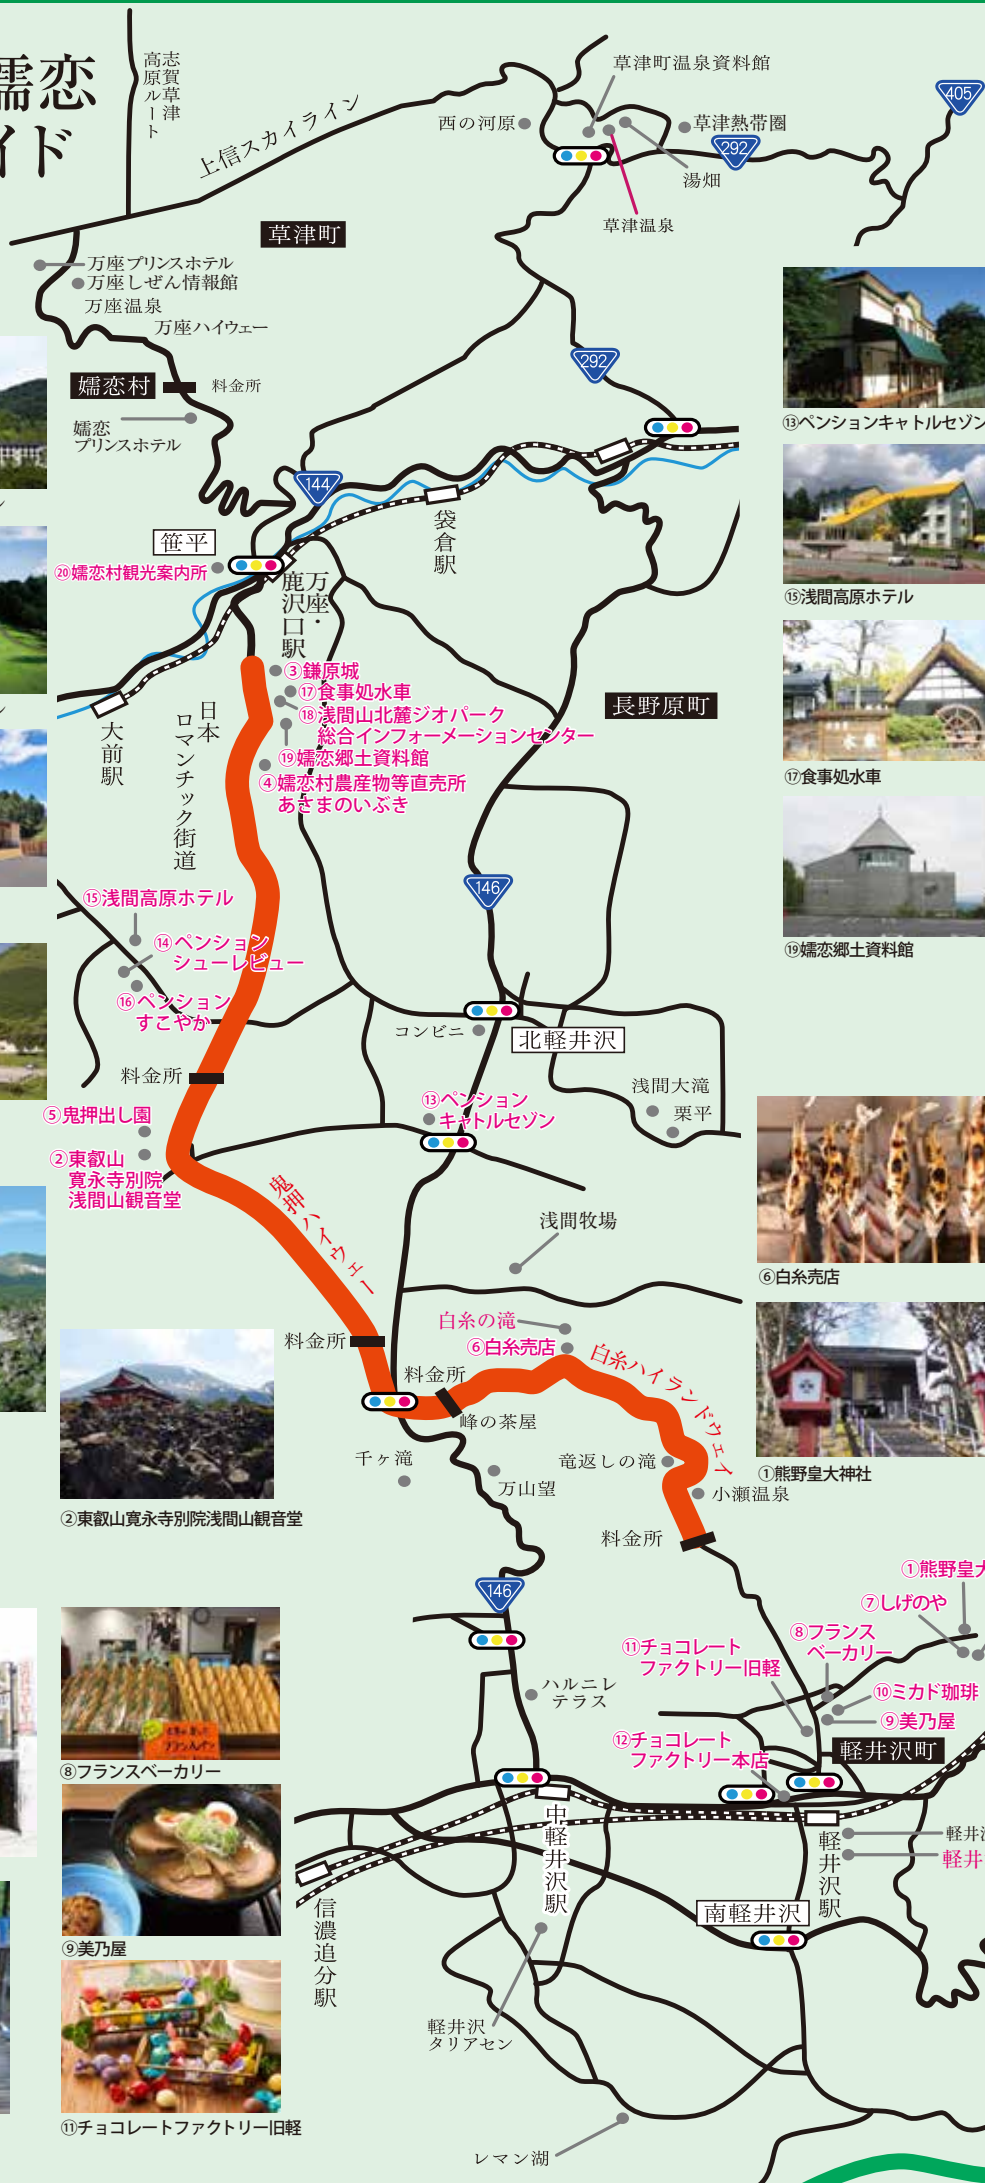 嬬恋
イド
志賀草津
高原ルート
上信スカイライン
草津町温泉資料館
西の河原
草津熱帯圏
405
292
湯畑
草津温泉
草津町
万座プリンスホテル
万座しぜん情報館
万座温泉
万座ハイウェー
嬬恋村
料金所
嬬恋
プリンスホテル
292
144
袋倉駅
笹平
⑳嬬恋村観光案内所
万座・
鹿沢口駅
③鎌原城
⑰食事処水車
⑱浅間山北麓ジオパーク
総合インフォーメーションセンター
⑲嬬恋郷土資料館
④嬬恋村農産物等直売所
あさまのいぶき
長野原町
大前駅
日本
ロマンチック街道
146
⑮浅間高原ホテル
⑭ペンション
シューレビュー
⑯ペンション
すこやか
コンビニ
北軽井沢
料金所
浅間大滝
栗平
⑬ペンション
キャトルセゾン
⑤鬼押出し園
②東叡山
寛永寺別院
浅間山観音堂
鬼押ハイウェー
浅間牧場
白糸の滝
⑥白糸売店
白糸ハイランドウェイ
料金所
料金所
峰の茶屋
千ヶ滝
万山望
竜返しの滝
小瀬温泉
料金所
146
①熊野皇大
⑦しげのや
⑧フランス
ベーカリー
⑪チョコレート
ファクトリー旧軽
⑩ミカド珈琲
⑨美乃屋
ハルニレ
テラス
⑫チョコレート
ファクトリー本店
軽井沢町
中軽井沢駅
軽井沢駅
軽井
南軽井沢
信濃追分駅
軽井沢
タリアセン
レマン湖
⑬ペンションキャトルセゾン
⑮浅間高原ホテル
⑰食事処水車
⑲嬬恋郷土資料館
⑥白糸売店
①熊野皇大神社
②東叡山寛永寺別院浅間山観音堂
⑧フランスベーカリー
⑨美乃屋
⑪チョコレートファクトリー旧軽